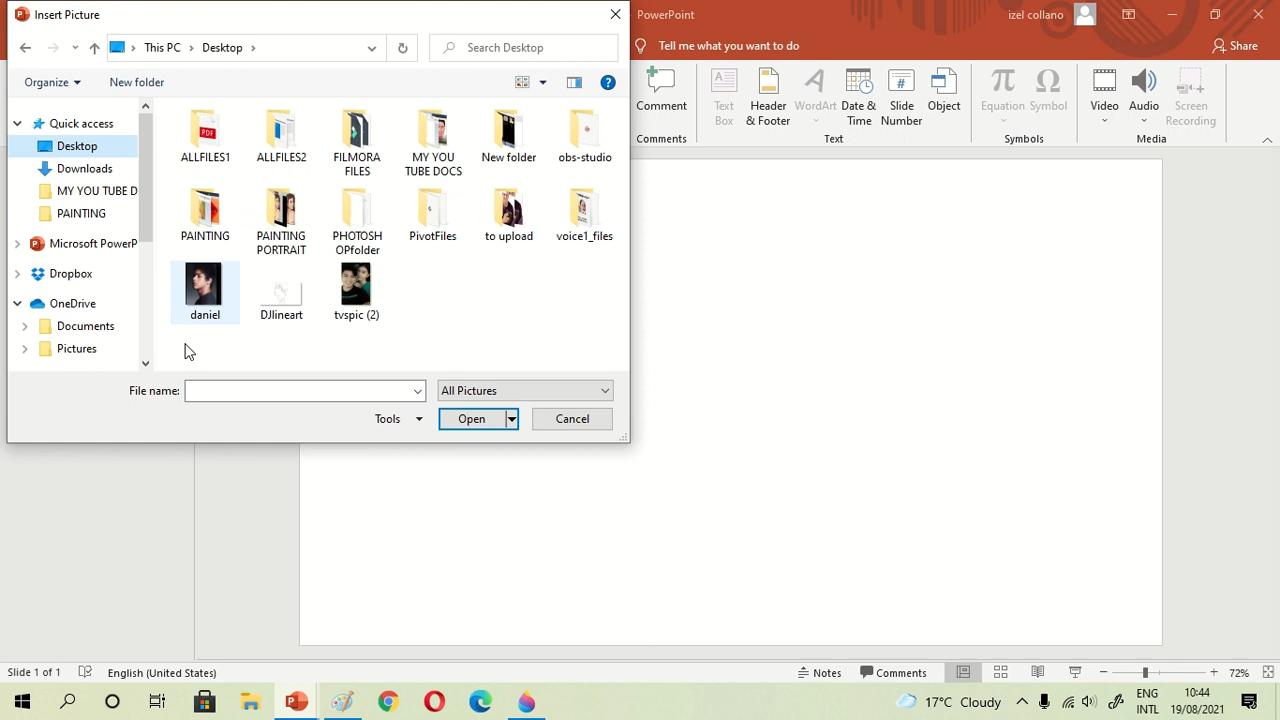 Insert Picture
PowerPoint
izel collano
This PC
Desktop
Search Desktop
Tell me what you want to do
Share
Organize
New folder
Comment
Text
Box
Header
& Footer
WordArt
Date &
Time
Slide
Number
Object
Equation
Symbol
Video
Audio
Screen
Recording
Comments
Text
Symbols
Media
Quick access
Desktop
Downloads
MY YOU TUBE D
PAINTING
Microsoft PowerP
Dropbox
OneDrive
Documents
Pictures
PDF
ALLFILES1
ALLFILES2
FILMORA
FILES
MY YOU
TUBE DOCS
New folder
obs-studio
PAINTING
PAINTING
PORTRAIT
PHOTOSH
OPfolder
PivotFiles
to upload
voice1_files
daniel
DJlineart
tvspic (2)
File name:
All Pictures
Tools
Open
Cancel
Slide 1 of 1
English (United States)
Notes
Comments
72%
17°C Cloudy
ENG
INTL
10:44
19/08/2021